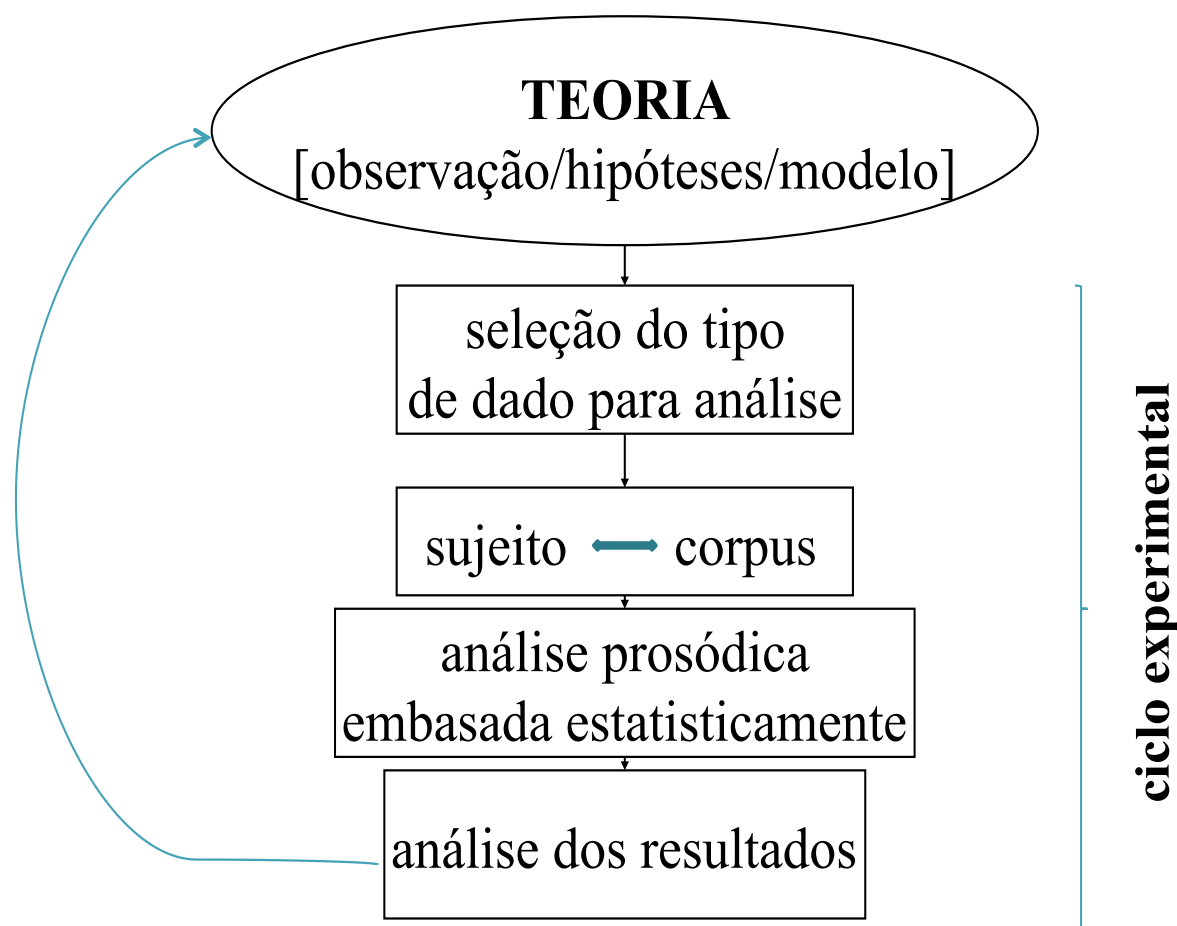 TEORIA
[observação/hipóteses/modelo]
seleção do tipo
de dado para análise
sujeito corpus
análise prosódica
embasada estatisticamente
análise dos resultados
ciclo experimental